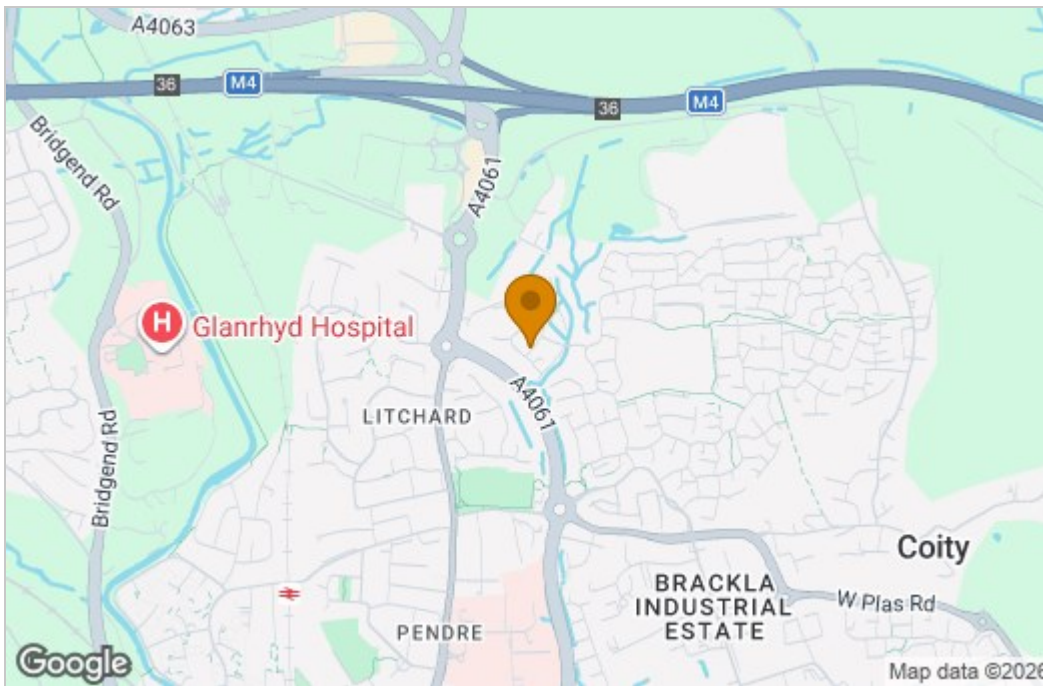 A4063
36
M4
36
M4
Bridgend Rd
A4061
H
Glanrhyd Hospital
A4061
LITCHARD
Bridgend Rd
Coity
BRACKLA
INDUSTRIAL
ESTATE
W Plas Rd
PENDRE
Google
Map data ©2026